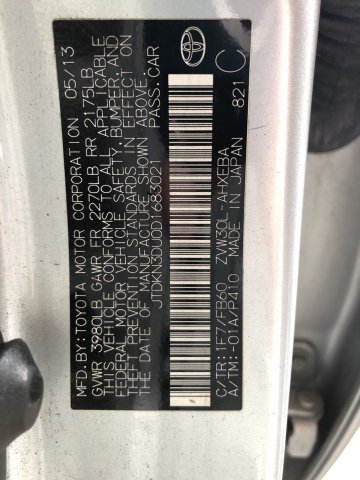 MFD.BY:TOYOTA MOTOR CORPORATION 05/13
GVWR 3980LB GAWR FR 2270LB RR 2175LB
THIS VEHICLE CONFORMS TO ALL APPLICABLE
FEDERAL MOTOR VEHICLE SAFETY, BUMPER, AND
THEFT PREVENTION STANDARDS IN EFFECT ON
THE DATE OF MANUFACTURE SHOWN ABOVE.
PASS.CAR
C/TR: 1F7/FB60 ZVW30L-AHXEBA
A/TM: -01A/P410 MADE IN JAPAN 821
C